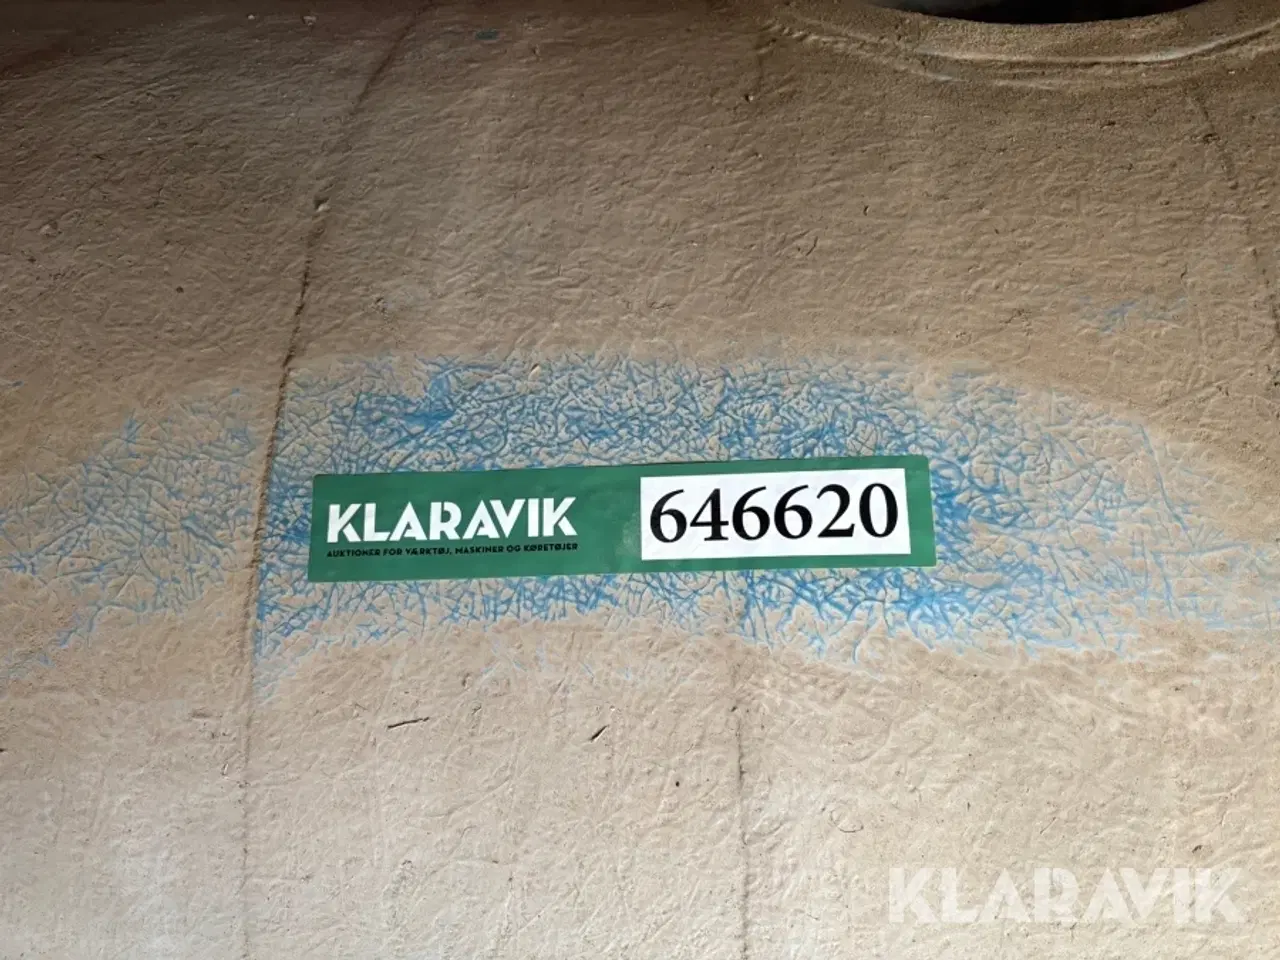 KLARAVIK
AUKTIONER FOR VÆRKTØJ, MASKINER OG KØRETØJER
646620
KLARAVIK